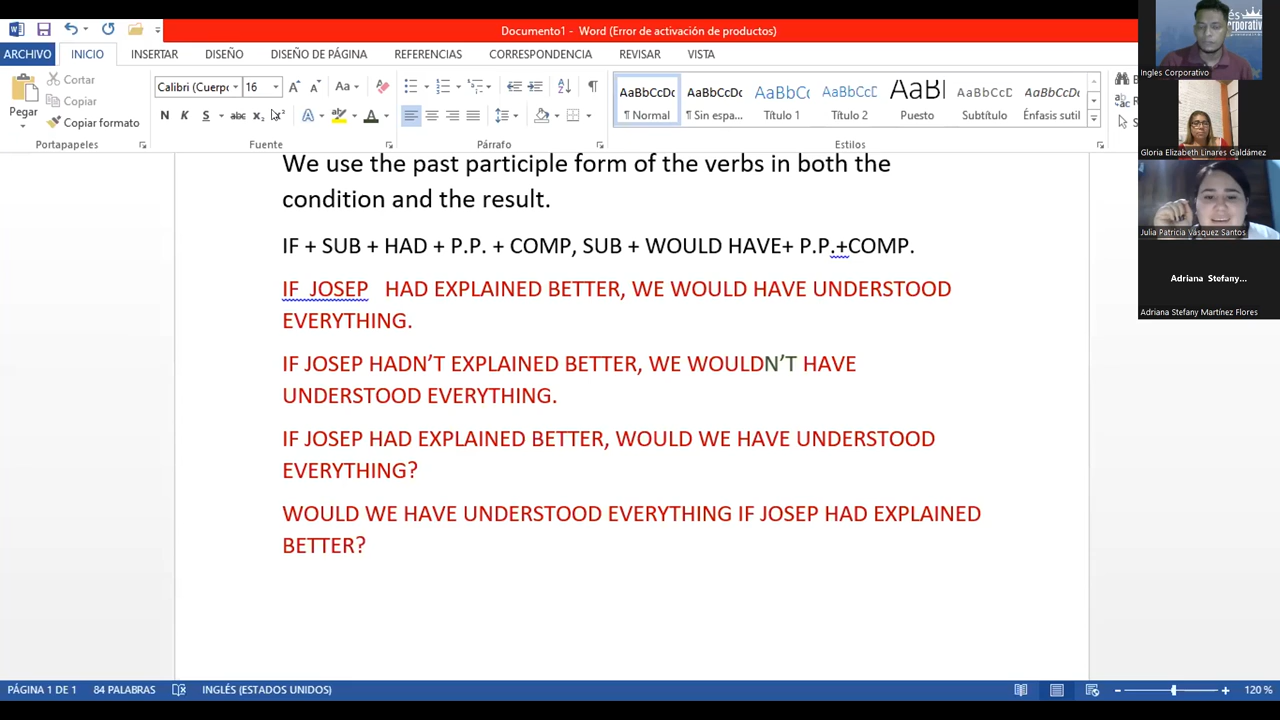 Documento1 - Word (Error de activación de productos)
ARCHIVO INICIO INSERTAR DISEÑO DISEÑO DE PÁGINA REFERENCIAS CORRESPONDENCIA REVISAR VISTA
Pegar
Cortar
Copiar
Copiar formato
Portapapeles
Calibri (Cuerpo 16
Aa
N K S abc x₂ x² A A
Fuente
Párrafo
AaBbCcDc AaBbCcDc AaBbCc AaBbCcD AaBl AaBbCcD AaBbCcDc
¶ Normal ¶ Sin espa... Título 1 Título 2 Puesto Subtítulo Énfasis sutil
Estilos
We use the past participle form of the verbs in both the
condition and the result.
IF + SUB + HAD + P.P. + COMP, SUB + WOULD HAVE+ P.P.+COMP.
IF JOSEP HAD EXPLAINED BETTER, WE WOULD HAVE UNDERSTOOD
EVERYTHING.
IF JOSEP HADN’T EXPLAINED BETTER, WE WOULDN’T HAVE
UNDERSTOOD EVERYTHING.
IF JOSEP HAD EXPLAINED BETTER, WOULD WE HAVE UNDERSTOOD
EVERYTHING?
WOULD WE HAVE UNDERSTOOD EVERYTHING IF JOSEP HAD EXPLAINED
BETTER?
Ingles Corporativo
Gloria Elizabeth Linares Galdámez
Julia Patricia Vasquez Santos
Adriana Stefany...
Adriana Stefany Martínez Flores
PÁGINA 1 DE 1 84 PALABRAS INGLÉS (ESTADOS UNIDOS) 120 %